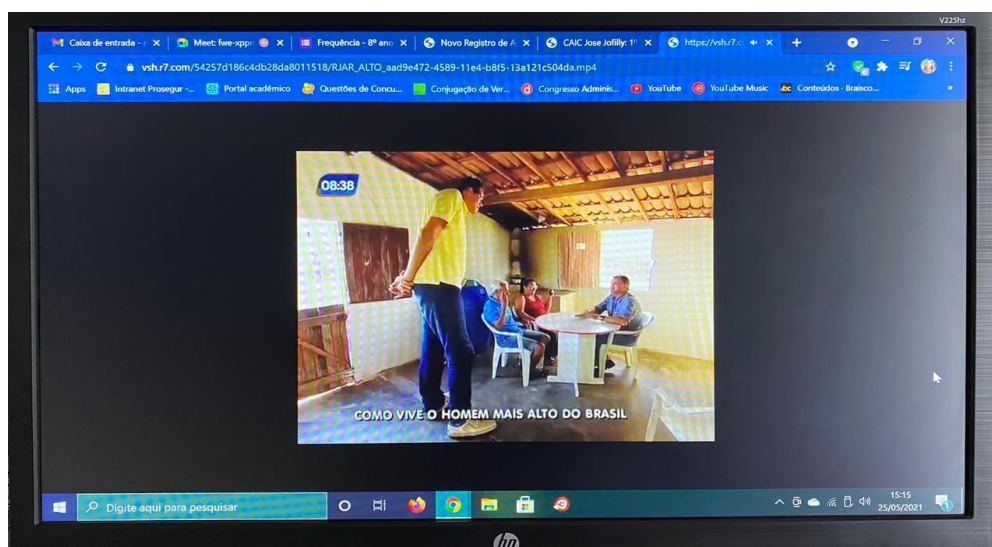 V225hz
Caixa de entrada -
Meet: fwe-xppn
Frequência - 8º ano
Novo Registro de A
CAIC Jose Jofilly: 1º
https://vsh.r7.c
vsh.r7.com/54257d186c4db28da8011518/RJAR_ALTO_aad9e472-4589-11e4-b8f5-13a121c504da.mp4
Apps
Intranet Prosegur -...
Portal acadêmico
Questões de Concu...
Conjugação de Ver...
Congresso Adminis...
YouTube
YouTube Music
abc
Conteúdos - Braisco...
08:38
COMO VIVE O HOMEM MAIS ALTO DO BRASIL
Digite aqui para pesquisar
15:15
25/05/2021
1
hp